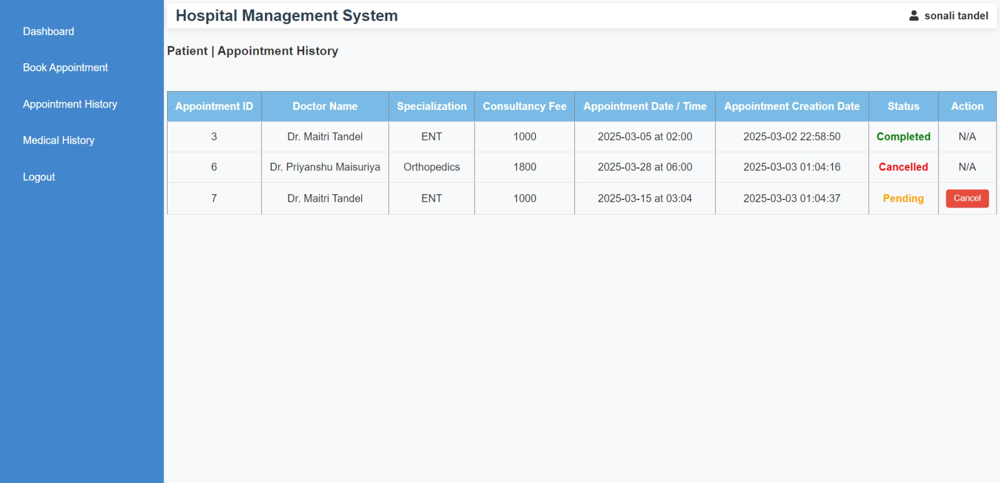 Dashboard
Book Appointment
Appointment History
Medical History
Logout
Hospital Management System
sonali tandel
Patient | Appointment History
Appointment ID Doctor Name Specialization Consultancy Fee Appointment Date / Time Appointment Creation Date Status Action
3 Dr. Maitri Tandel ENT 1000 2025-03-05 at 02:00 2025-03-02 22:58:50 Completed N/A
6 Dr. Priyanshu Maisuriya Orthopedics 1800 2025-03-28 at 06:00 2025-03-03 01:04:16 Cancelled N/A
7 Dr. Maitri Tandel ENT 1000 2025-03-15 at 03:04 2025-03-03 01:04:37 Pending Cancel